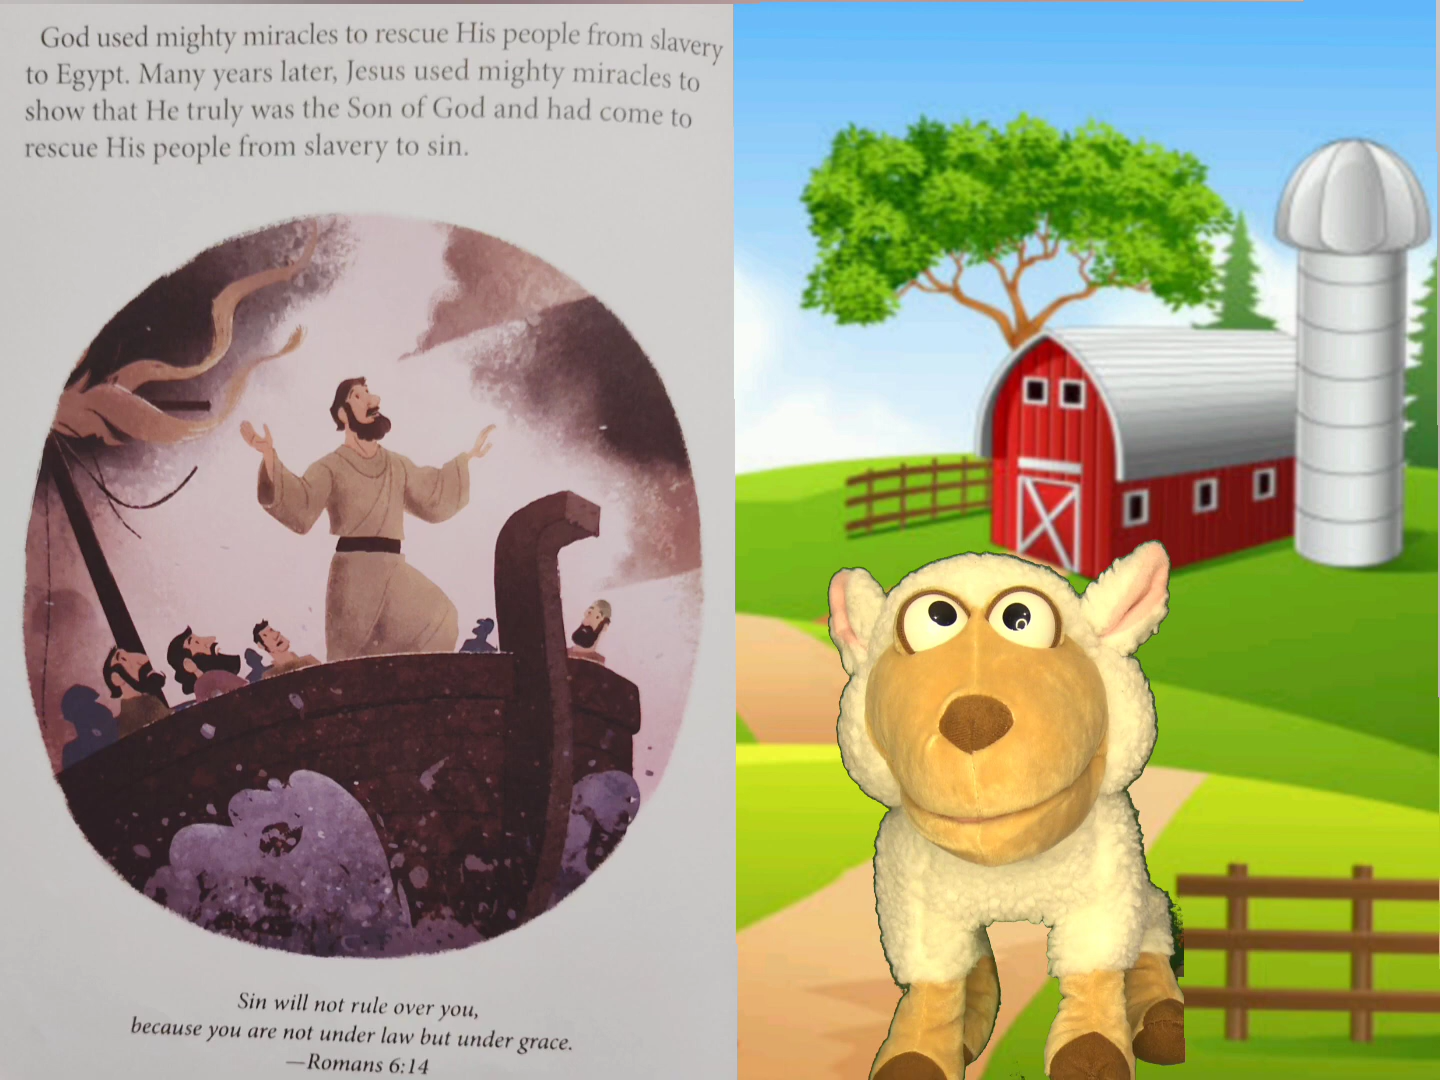 God used mighty miracles to rescue His people from slavery
to Egypt. Many years later, Jesus used mighty miracles to
show that He truly was the Son of God and had come to
rescue His people from slavery to sin.
Sin will not rule over you,
because you are not under law but under grace.
—Romans 6:14